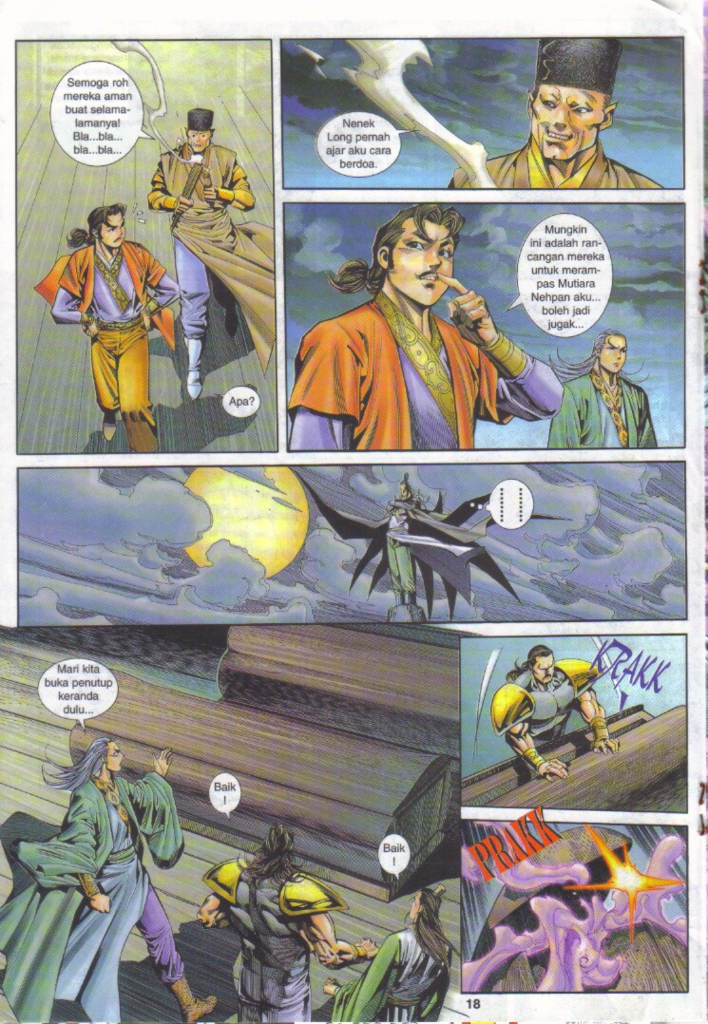 Semoga roh
mereka aman
buat selama-
lamanya!
Bla...bla...
bla...bla...
Apa?
Nenek
Long pernah
ajar aku cara
berdoa.
Mungkin
ini adalah ran-
cangan mereka
untuk meram-
pas Mutiara
Nehpan aku...
boleh jadi
jugak...
Mari kita
buka penutup
keranda
dulu...
Baik
!
Baik
!
KRAKK
PRAKK
18